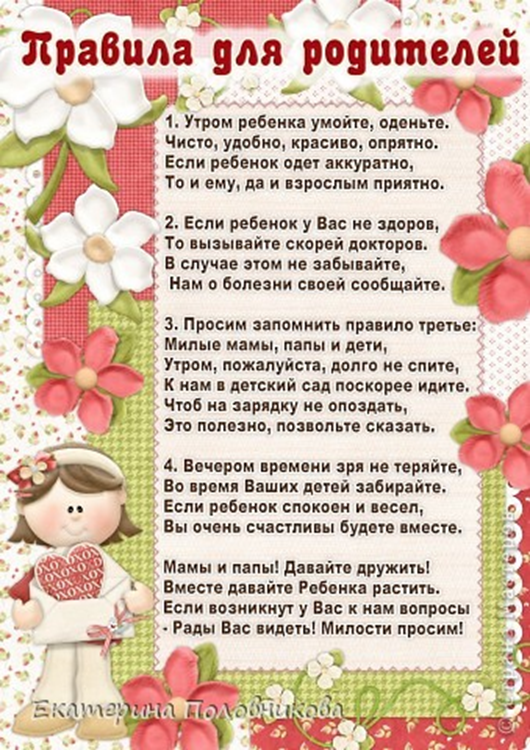 Правила для родителей
1. Утром ребенка умойте, оденьте.
Чисто, удобно, красиво, опрятно.
Если ребенок одет аккуратно,
То и ему, да и взрослым приятно.
2. Если ребенок у Вас не здоров,
То вызывайте скорей докторов.
В случае этом не забывайте,
Нам о болезни своей сообщайте.
3. Просим запомнить правило третье:
Милые мамы, папы и дети,
Утром, пожалуйста, долго не спите,
К нам в детский сад поскорее идите.
Чтоб на зарядку не опоздать,
Это полезно, позвольте сказать.
4. Вечером времени зря не теряйте,
Во время Ваших детей забирайте.
Если ребенок спокоен и весел,
Вы очень счастливы будете вместе.
Мамы и папы! Давайте дружить!
Вместе давайте Ребенка растить.
Если возникнут у Вас к нам вопросы
- Рады Вас видеть! Милости просим!
Екатерина Половчикова